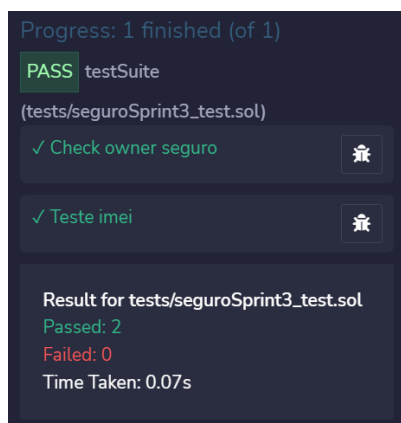 Progress: 1 finished (of 1)
PASS testSuite
(tests/seguroSprint3_test.sol)
✓ Check owner seguro
✓ Teste imei
Result for tests/seguroSprint3_test.sol
Passed: 2
Failed: 0
Time Taken: 0.07s